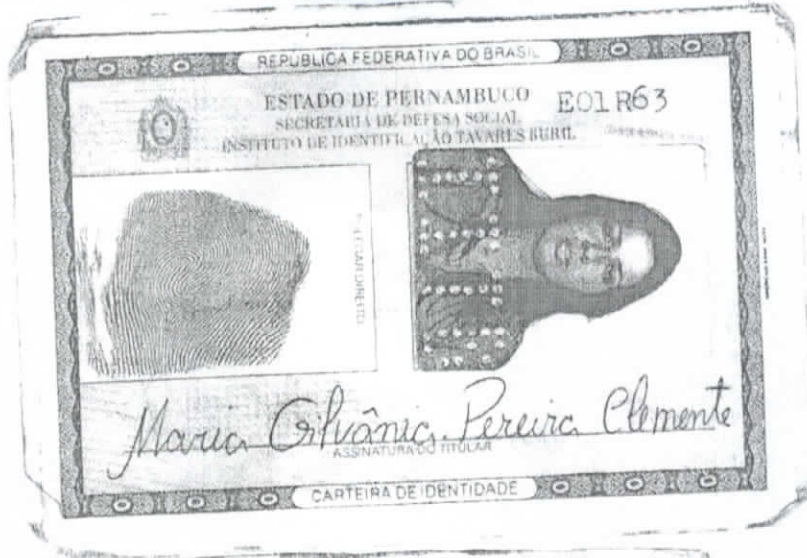 REPÚBLICA FEDERATIVA DO BRASIL
ESTADO DE PERNAMBUCO
E01R63
SECRETARIA DE DEFESA SOCIAL
INSTITUTO DE IDENTIFICAÇÃO TAVARES BURIL
POLEGAR DIREITO
Maria Gilvânia Pereira Clemente
ASSINATURA DO TITULAR
CARTEIRA DE IDENTIDADE